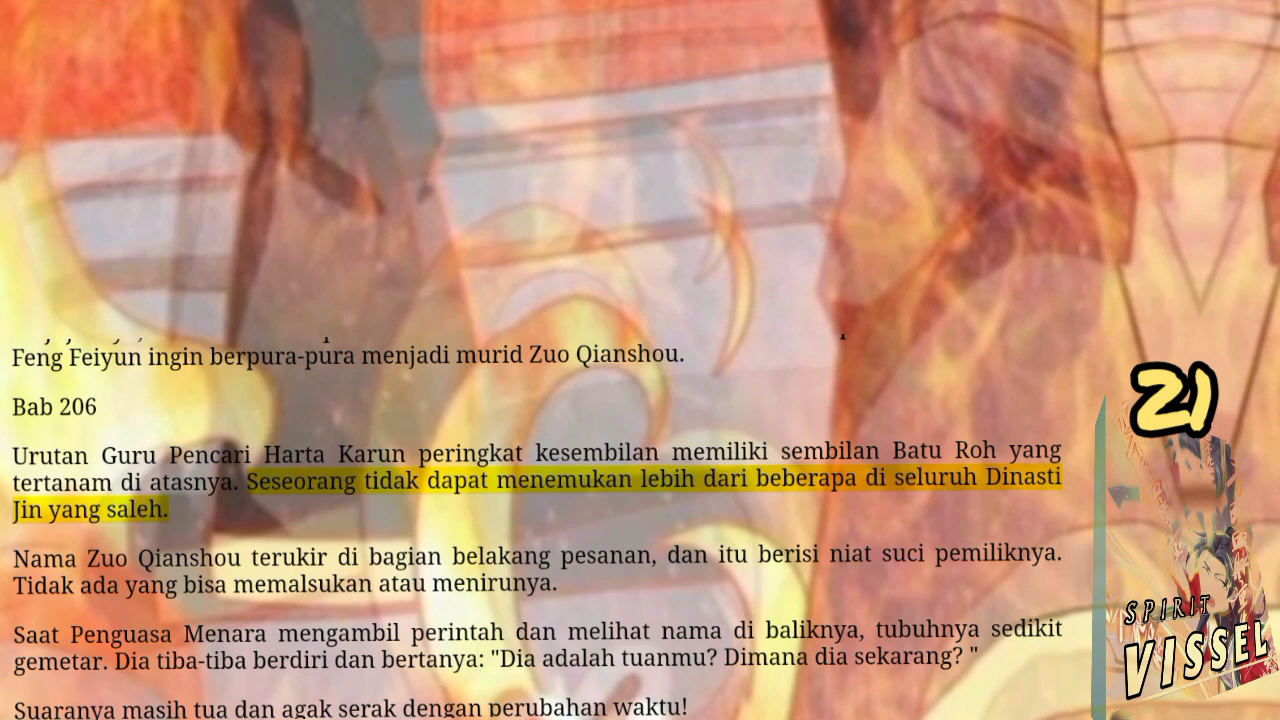 Feng Feiyun ingin berpura-pura menjadi murid Zuo Qianshou.
Bab 206
Urutan Guru Pencari Harta Karun peringkat kesembilan memiliki sembilan Batu Roh yang
tertanam di atasnya. Seseorang tidak dapat menemukan lebih dari beberapa di seluruh Dinasti
Jin yang saleh.
Nama Zuo Qianshou terukir di bagian belakang pesanan, dan itu berisi niat suci pemiliknya.
Tidak ada yang bisa memalsukan atau menirunya.
Saat Penguasa Menara mengambil perintah dan melihat nama di baliknya, tubuhnya sedikit
gemetar. Dia tiba-tiba berdiri dan bertanya: "Dia adalah tuanmu? Dimana dia sekarang? "
Suaranya masih tua dan agak serak dengan perubahan waktu!
21
SPIRIT
VISSEL